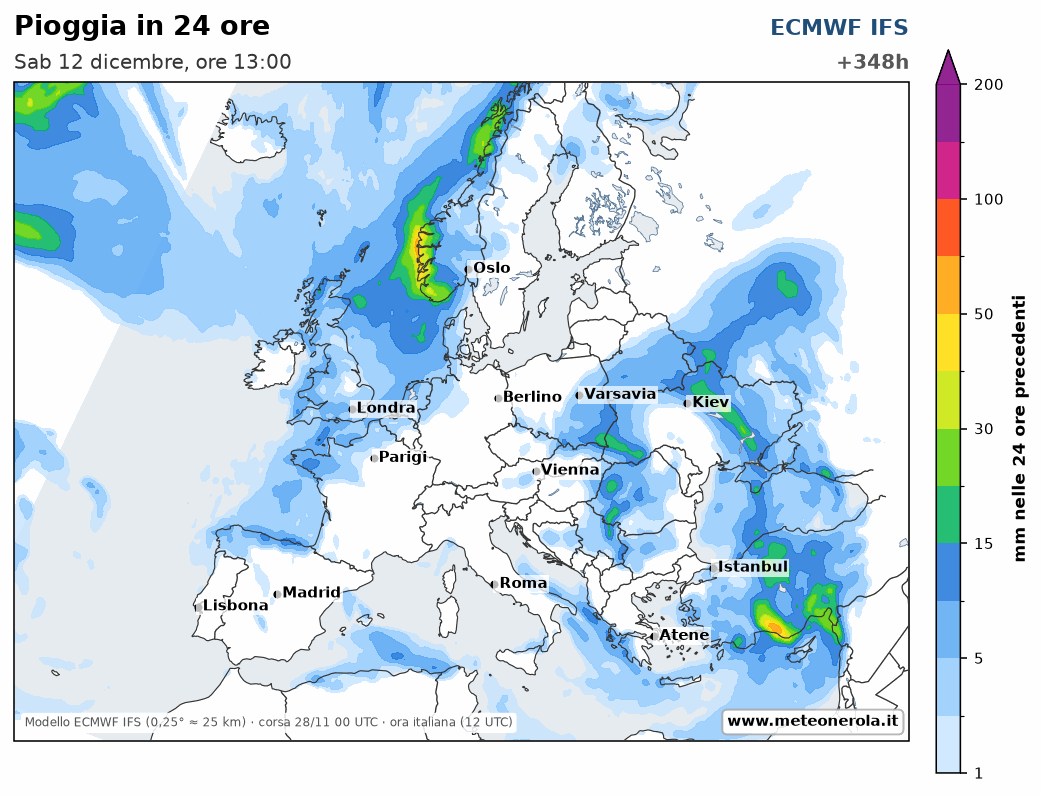 Pioggia in 24 ore
ECMWF IFS
Sab 12 dicembre, ore 13:00
+348h
200
100
50
30
15
5
1
mm nelle 24 ore precedenti
Oslo
Londra
Berlino
Varsavia
Kiev
Parigi
Vienna
Istanbul
Roma
Madrid
Lisbona
Atene
Modello ECMWF IFS (0,25° ≈ 25 km) · corsa 28/11 00 UTC · ora italiana (12 UTC)
www.meteonerola.it